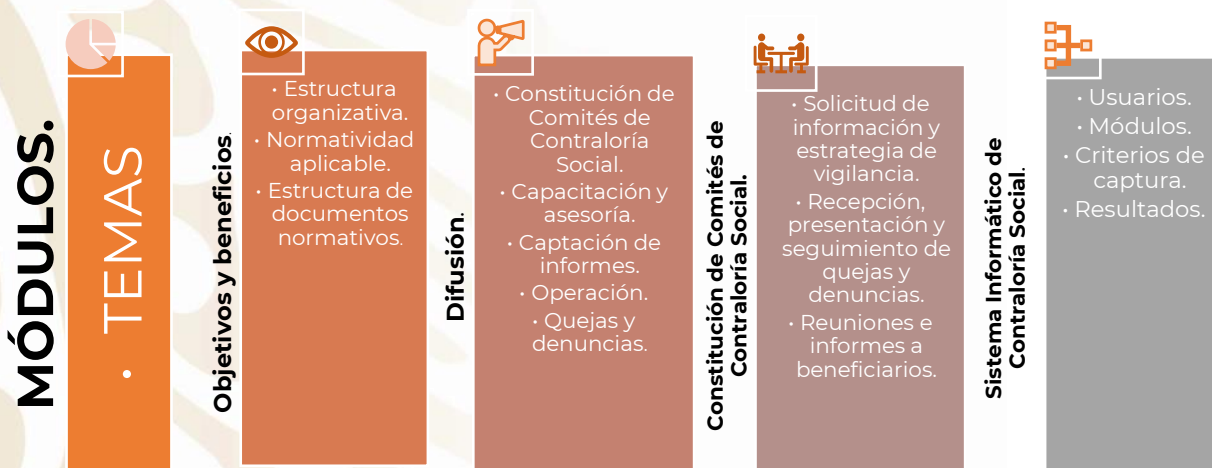 MÓDULOS.
• TEMAS
Objetivos y beneficios.
• Estructura
organizativa.
• Normatividad
aplicable.
• Estructura de
documentos
normativos.
Difusión.
• Constitución de
Comités de
Contraloría
Social.
• Capacitación y
asesoría.
• Captación de
informes.
• Operación.
• Quejas y
denuncias.
Constitución de Comités de
Contraloría Social.
• Solicitud de
información y
estrategia de
vigilancia.
• Recepción,
presentación y
seguimiento de
quejas y
denuncias.
• Reuniones e
informes a
beneficiarios.
Sistema Informático de
Contraloría Social.
• Usuarios.
• Módulos.
• Criterios de
captura.
• Resultados.